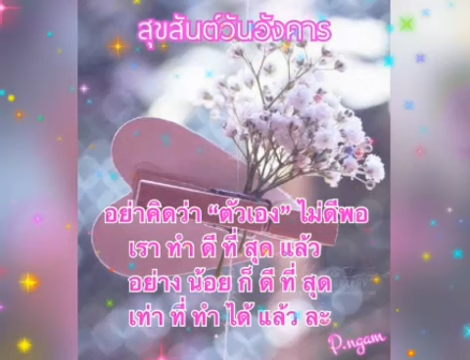 สุขสันต์วันอังคาร
อย่าคิดว่า “ตัวเอง” ไม่ดีพอ
เรา ทำ ดี ที่ สุด แล้ว
อย่าง น้อย ก็ ดี ที่ สุด
เท่า ที่ ทำ ได้ แล้ว ละ
P.ngam